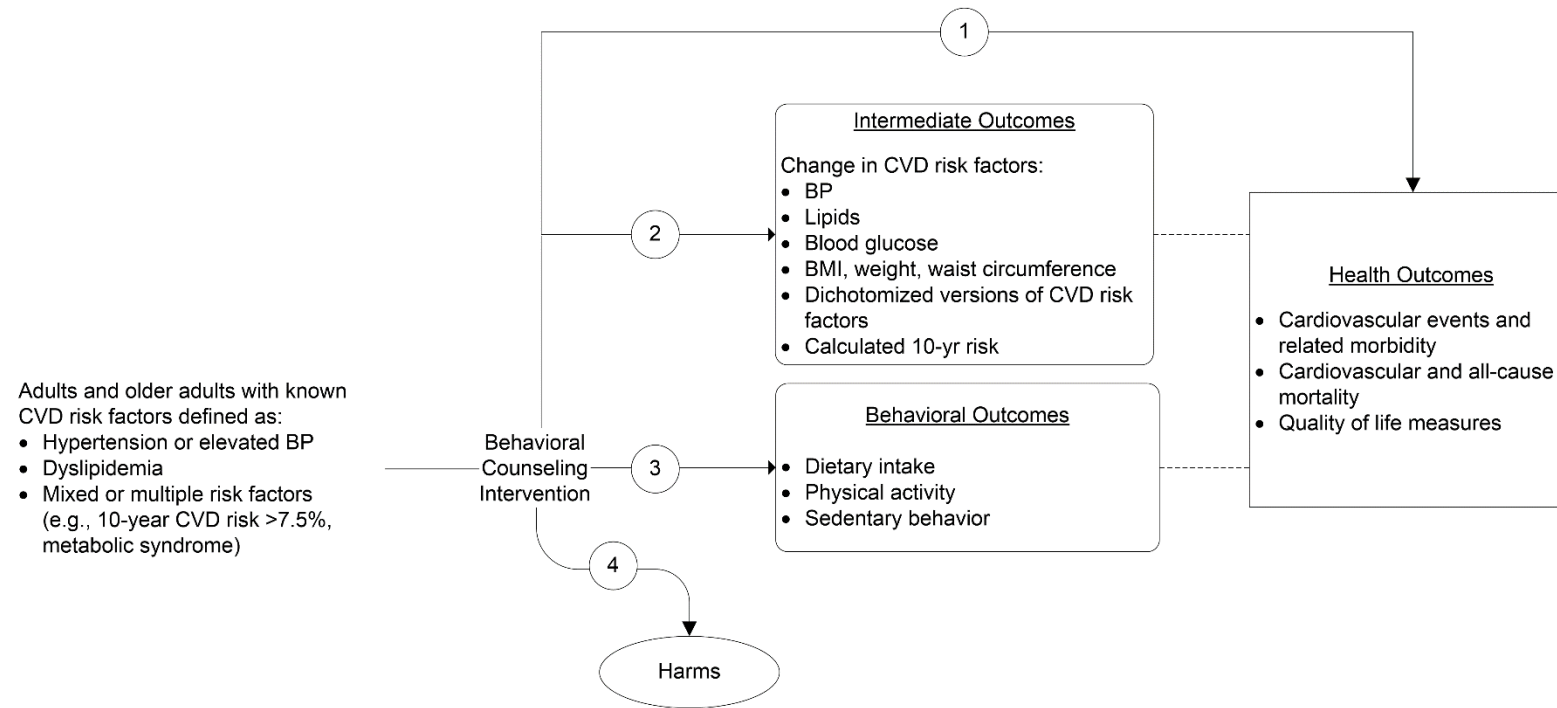 1
Intermediate Outcomes
Change in CVD risk factors:
• BP
• Lipids
• Blood glucose
• BMI, weight, waist circumference
• Dichotomized versions of CVD risk
factors
• Calculated 10-yr risk
2
Health Outcomes
• Cardiovascular events and
related morbidity
• Cardiovascular and all-cause
mortality
• Quality of life measures
Adults and older adults with known
CVD risk factors defined as:
• Hypertension or elevated BP
• Dyslipidemia
• Mixed or multiple risk factors
(e.g., 10-year CVD risk >7.5%,
metabolic syndrome)
Behavioral
Counseling
Intervention
3
Behavioral Outcomes
• Dietary intake
• Physical activity
• Sedentary behavior
4
Harms